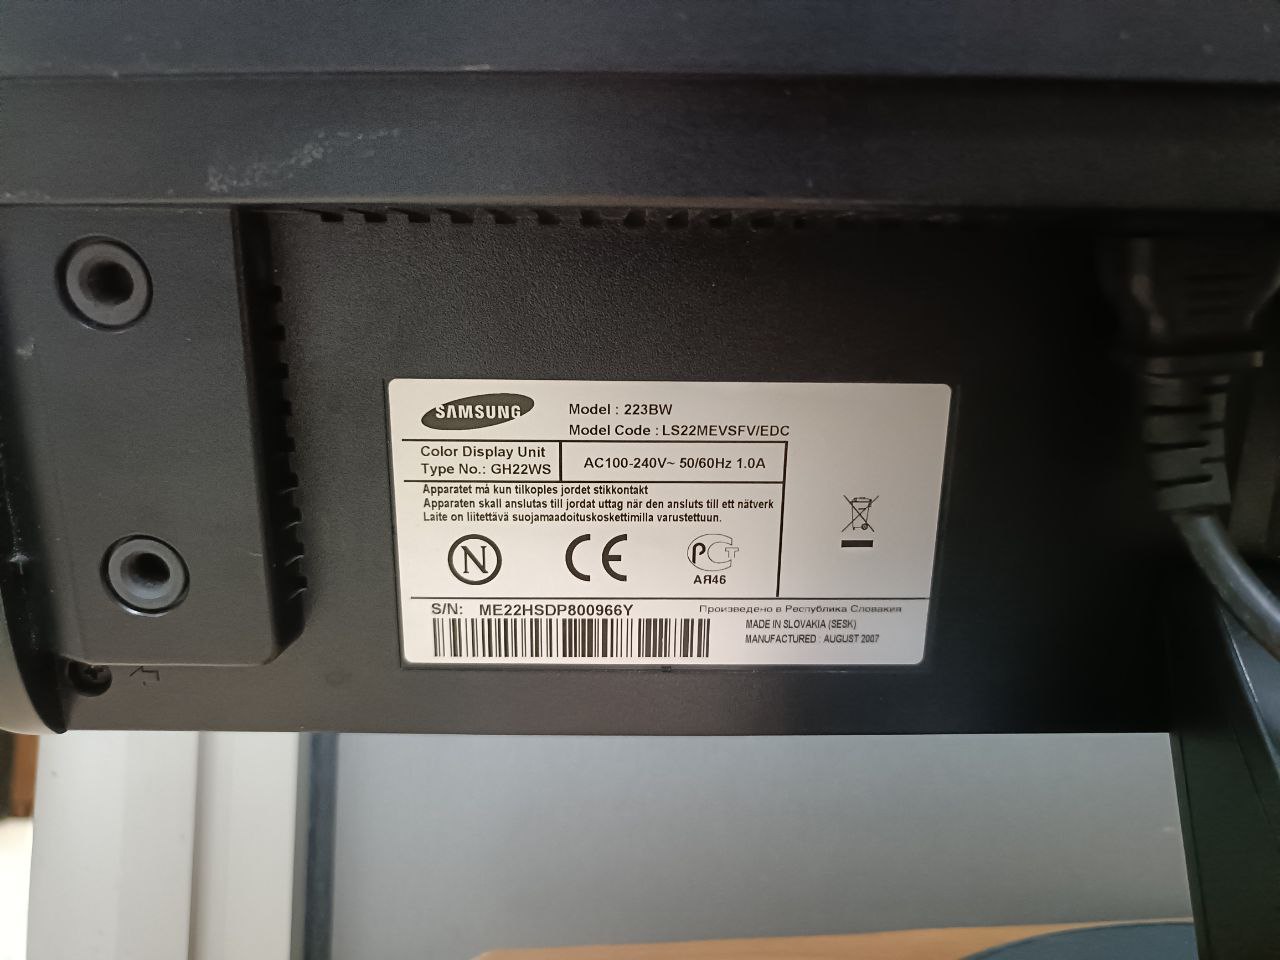 SAMSUNG
Model : 223BW
Model Code : LS22MEVSFV/EDC
Color Display Unit
Type No.: GH22WS
AC100-240V~ 50/60Hz 1.0A
Apparatet må kun tilkoples jordet stikkontakt
Apparaten skall anslutas till jordat uttag när den ansluts till ett nätverk
Laite on liitettävä suojamaadoituskoskettimilla varustettuun.
N
CE
РСТ
АЯ46
S/N: ME22HSDP800966Y
Произведено в Республика Словакия
MADE IN SLOVAKIA (SESK)
MANUFACTURED : AUGUST 2007